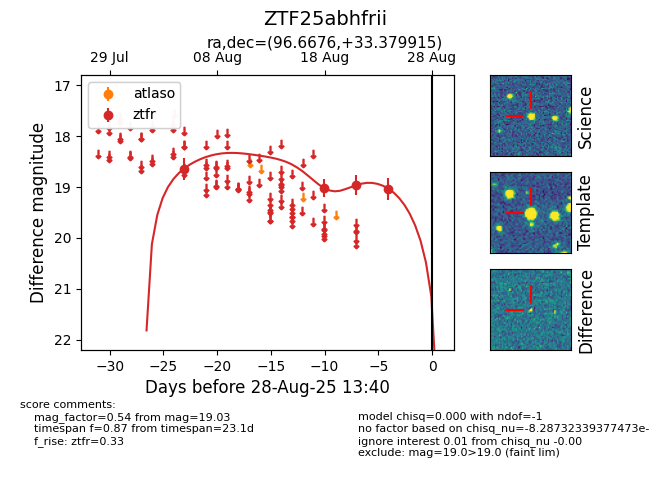 ZTF25abhfrii
ra,dec=(96.6676,+33.379915)
29 Jul 08 Aug 18 Aug 28 Aug
atlaso
ztfr
17
18
19
20
21
22
Difference magnitude
−30 −25 −20 −15 −10 −5 0
Days before 28-Aug-25 13:40
Science
Template
Difference
score comments:
mag_factor=0.54 from mag=19.03
timespan f=0.87 from timespan=23.1d
f_rise: ztfr=0.33
model chisq=0.000 with ndof=-1
no factor based on chisq_nu=-8.28732339377473e-
ignore interest 0.01 from chisq_nu -0.00
exclude: mag=19.0>19.0 (faint lim)